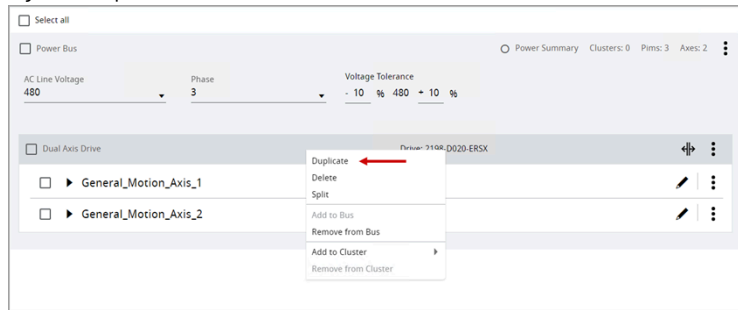 Select all
Power Bus
Power Summary Clusters: 0 Pims: 3 Axes: 2
AC Line Voltage
480
Phase
3
Voltage Tolerance
- 10 % 480 + 10 %
Dual Axis Drive
Drive: 2198-D020-ERSX
General_Motion_Axis_1
General_Motion_Axis_2
Duplicate
Delete
Split
Add to Bus
Remove from Bus
Add to Cluster
Remove from Cluster